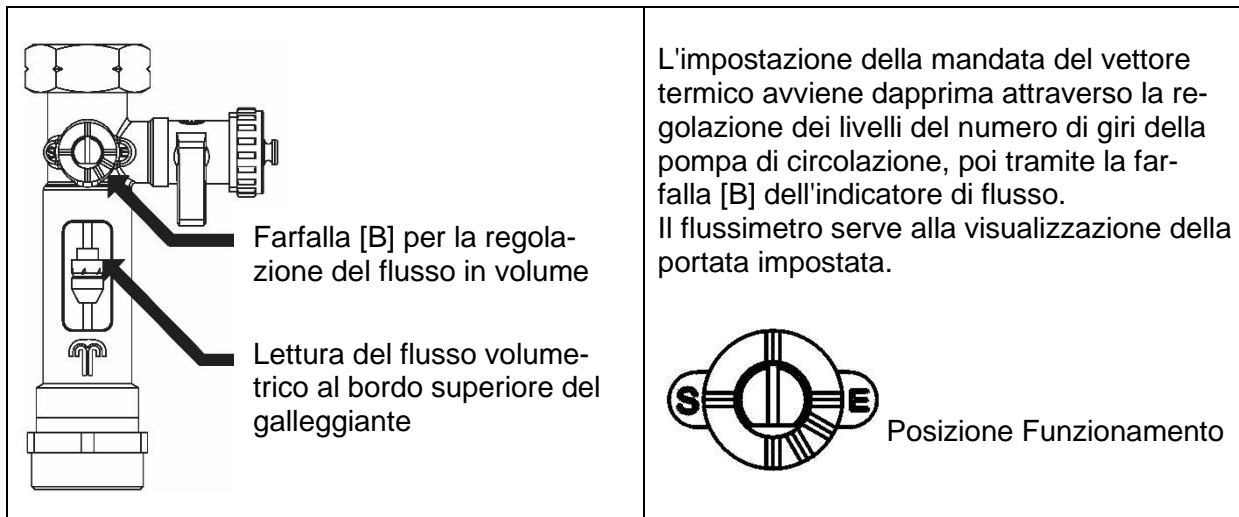 Farfalla [B] per la regola-
zione del flusso in volume
Lettura del flusso volume-
trico al bordo superiore del
galleggiante
L'impostazione della mandata del vettore
termico avviene dapprima attraverso la re-
golazione dei livelli del numero di giri della
pompa di circolazione, poi tramite la far-
falla [B] dell'indicatore di flusso.
Il flussimetro serve alla visualizzazione della
portata impostata.
S E
Posizione Funzionamento